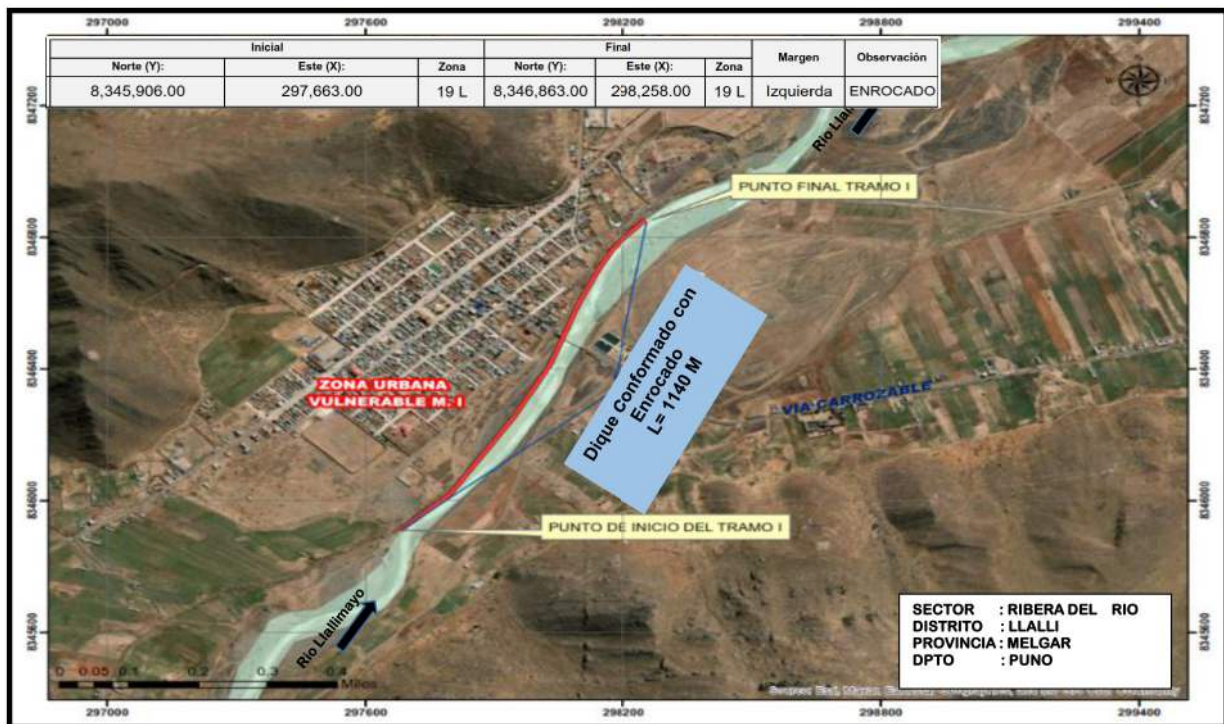 297000 297600 298200 298800 299400
Inicial Final Margen Observación
Norte (Y): Este (X): Zona Norte (Y): Este (X): Zona
8,345,906.00 297,663.00 19 L 8,346,863.00 298,258.00 19 L Izquierda ENROCADO
8347200 8347200
Rio
PUNTO FINAL TRAMO I
8346800 8346800
Dique Conformado con
Enrocado
L= 1140 M
8346400 8346400
ZONA URBANA
VULNERABLE M. I
VIA CARROZABLE
8346000 8346000
PUNTO DE INICIO DEL TRAMO I
Rio Llallimayo
8345600 8345600
SECTOR : RIBERA DEL RIO
DISTRITO : LLALLI
PROVINCIA : MELGAR
DPTO : PUNO
0 0.05 0.1 0.2 0.3 0.4
Miles
297000 297600 298200 298800 299400